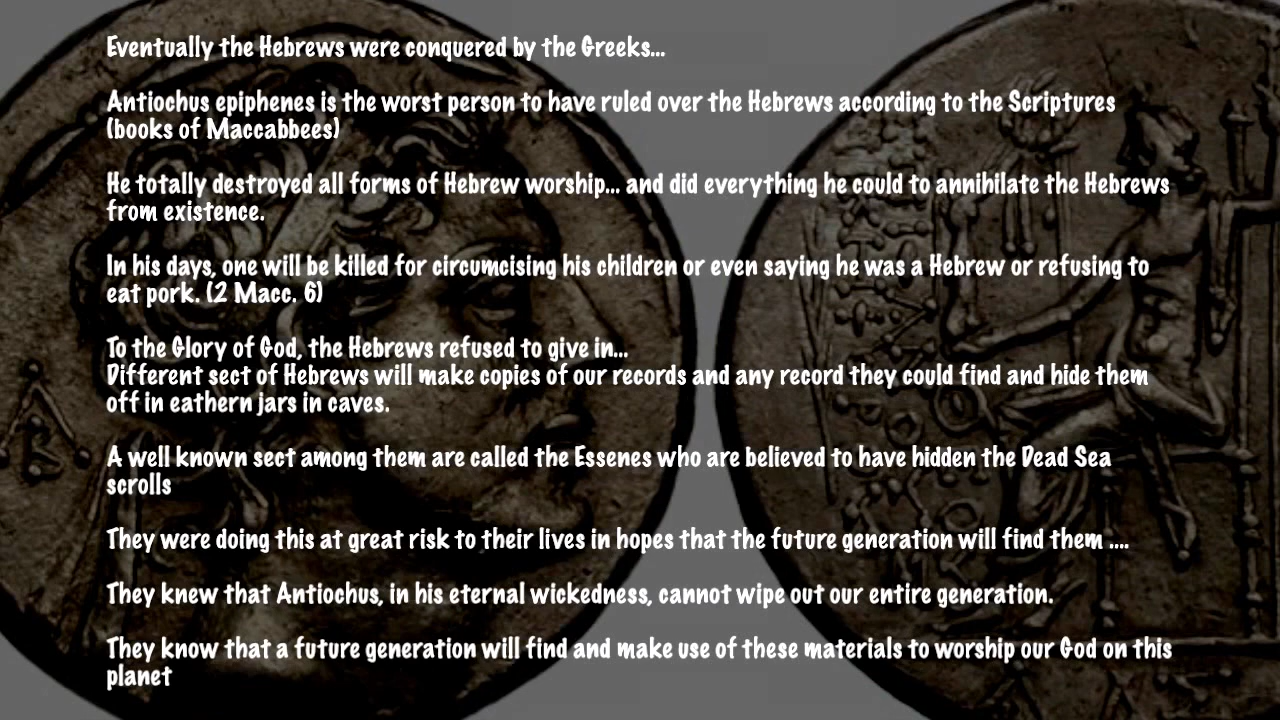 Eventually the Hebrews were conquered by the Greeks...
Antiochus epiphenes is the worst person to have ruled over the Hebrews according to the Scriptures
(books of Maccabbees)
He totally destroyed all forms of Hebrew worship... and did everything he could to annihilate the Hebrews
from existence.
In his days, one will be killed for circumcising his children or even saying he was a Hebrew or refusing to
eat pork. (2 Macc. 6)
To the Glory of God, the Hebrews refused to give in...
Different sect of Hebrews will make copies of our records and any record they could find and hide them
off in eathern jars in caves.
A well known sect among them are called the Essenes who are believed to have hidden the Dead Sea
scrolls
They were doing this at great risk to their lives in hopes that the future generation will find them ....
They knew that Antiochus, in his eternal wickedness, cannot wipe out our entire generation.
They know that a future generation will find and make use of these materials to worship our God on this
planet